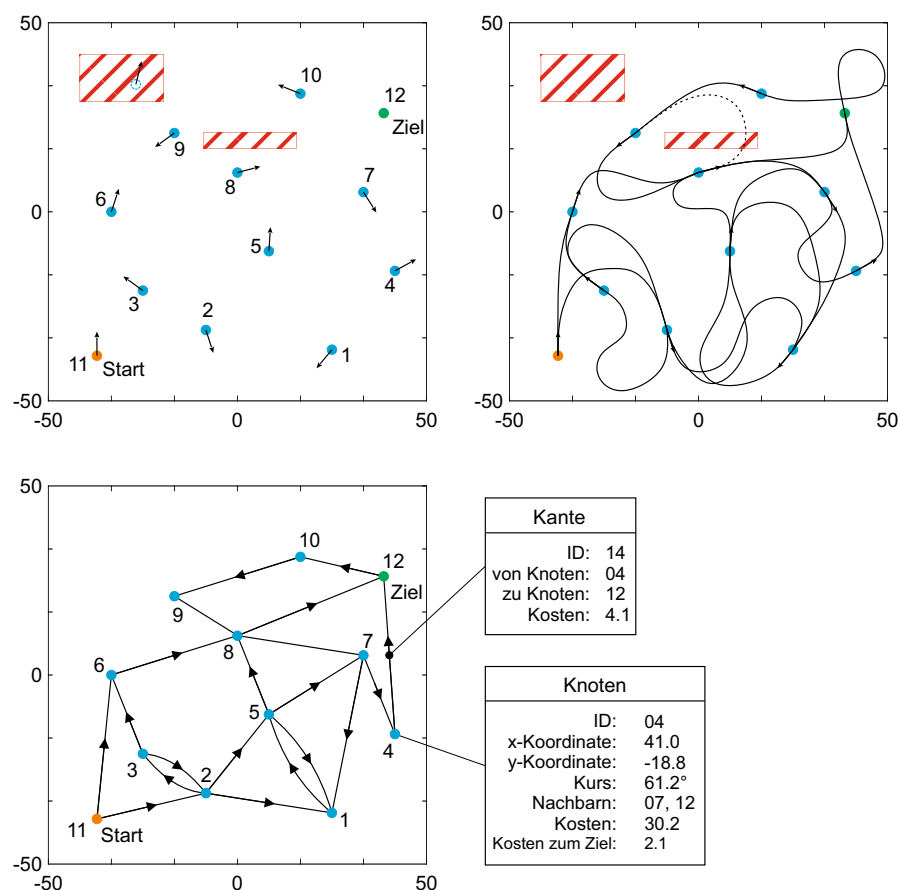 50
0
-50
-50 0 50
10
12
Ziel
9
8
7
6
5
4
3
2
11 Start
1
50
0
-50
-50 0 50
50
0
-50
-50 0 50
10
12
Ziel
9
8
7
6
5
4
3
2
11 Start
1
Kante
ID: 14
von Knoten: 04
zu Knoten: 12
Kosten: 4.1
Knoten
ID: 04
x-Koordinate: 41.0
y-Koordinate: -18.8
Kurs: 61.2°
Nachbarn: 07, 12
Kosten: 30.2
Kosten zum Ziel: 2.1